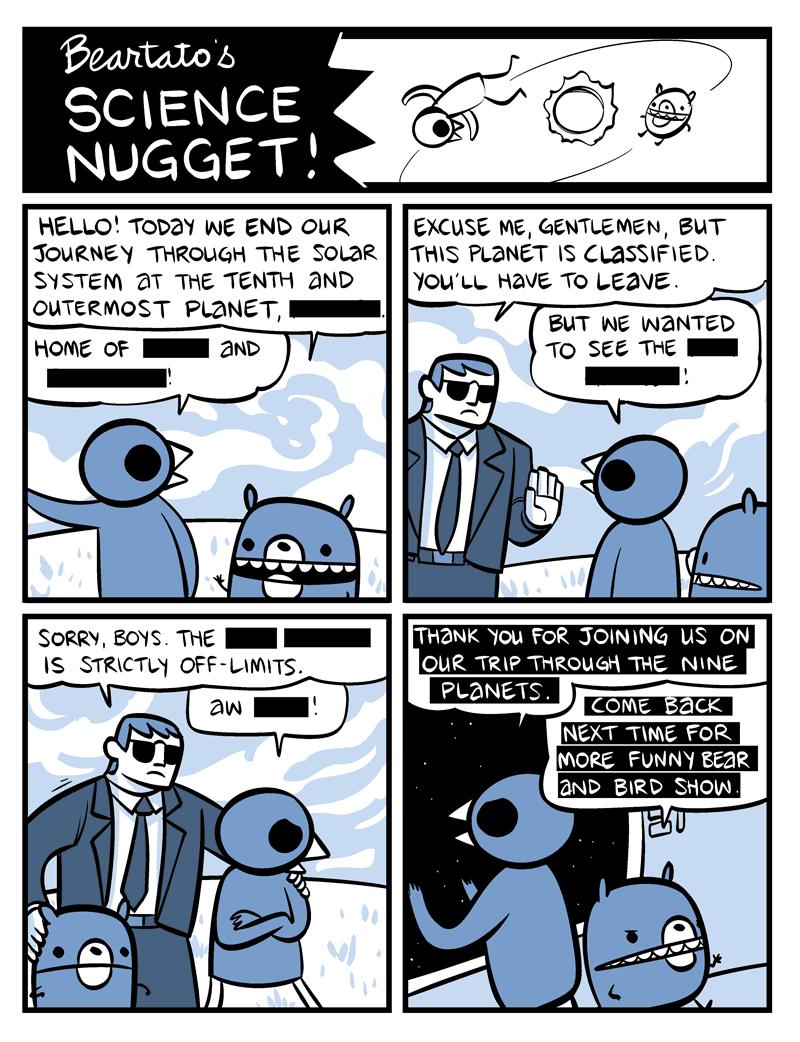 Beartato's
SCIENCE
NUGGET!
HELLO! TODAY WE END OUR
JOURNEY THROUGH THE SOLAR
SYSTEM AT THE TENTH AND
OUTERMOST PLANET, .
HOME OF AND
!
EXCUSE ME, GENTLEMEN, BUT
THIS PLANET IS CLASSIFIED.
YOU'LL HAVE TO LEAVE.
BUT WE WANTED
TO SEE THE
!
SORRY, BOYS. THE
IS STRICTLY OFF-LIMITS.
AW !
THANK YOU FOR JOINING US ON
OUR TRIP THROUGH THE NINE
PLANETS.
COME BACK
NEXT TIME FOR
MORE FUNNY BEAR
AND BIRD SHOW.